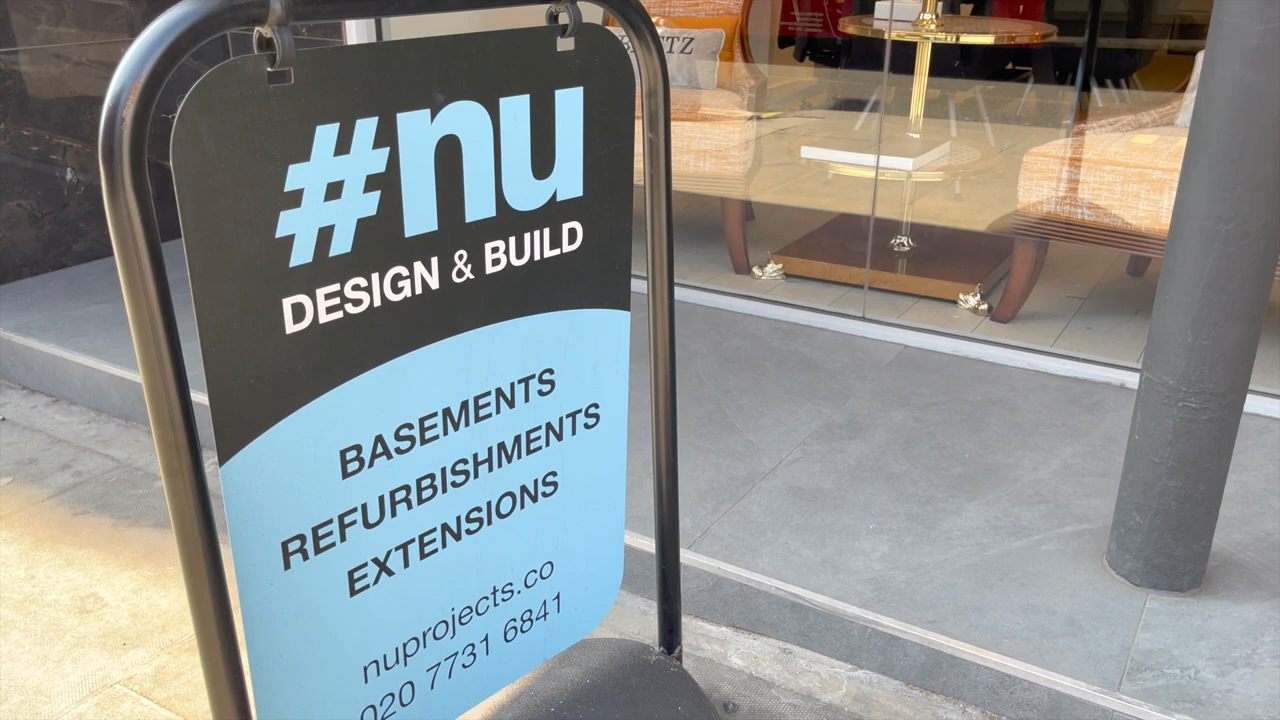 #nu
DESIGN & BUILD
BASEMENTS
REFURBISHMENTS
EXTENSIONS
nuprojects.co
020 7731 6841